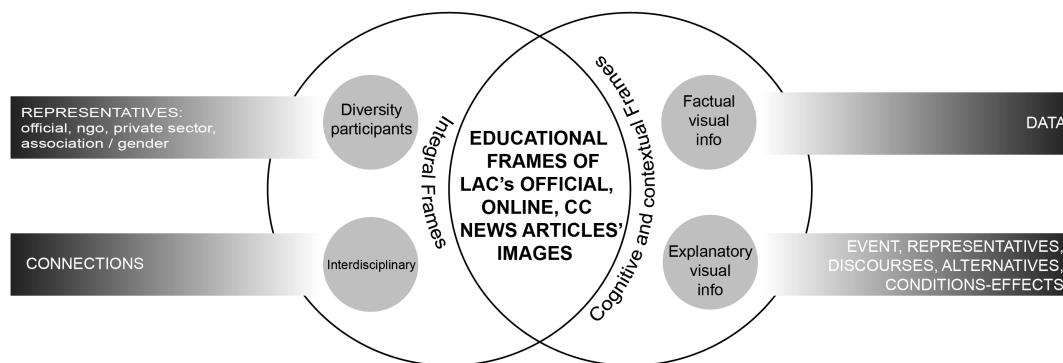 REPRESENTATIVES:
official, ngo, private sector,
association / gender
Diversity
participants
Integral Frames
CONNECTIONS
Interdisciplinary
EDUCATIONAL
FRAMES OF
LAC's OFFICIAL,
ONLINE, CC
NEWS ARTICLES'
IMAGES
Cognitive and contextual Frames
Factual
visual
info
DATA
Explanatory
visual
info
EVENT, REPRESENTATIVES,
DISCOURSES, ALTERNATIVES,
CONDITIONS-EFFECTS